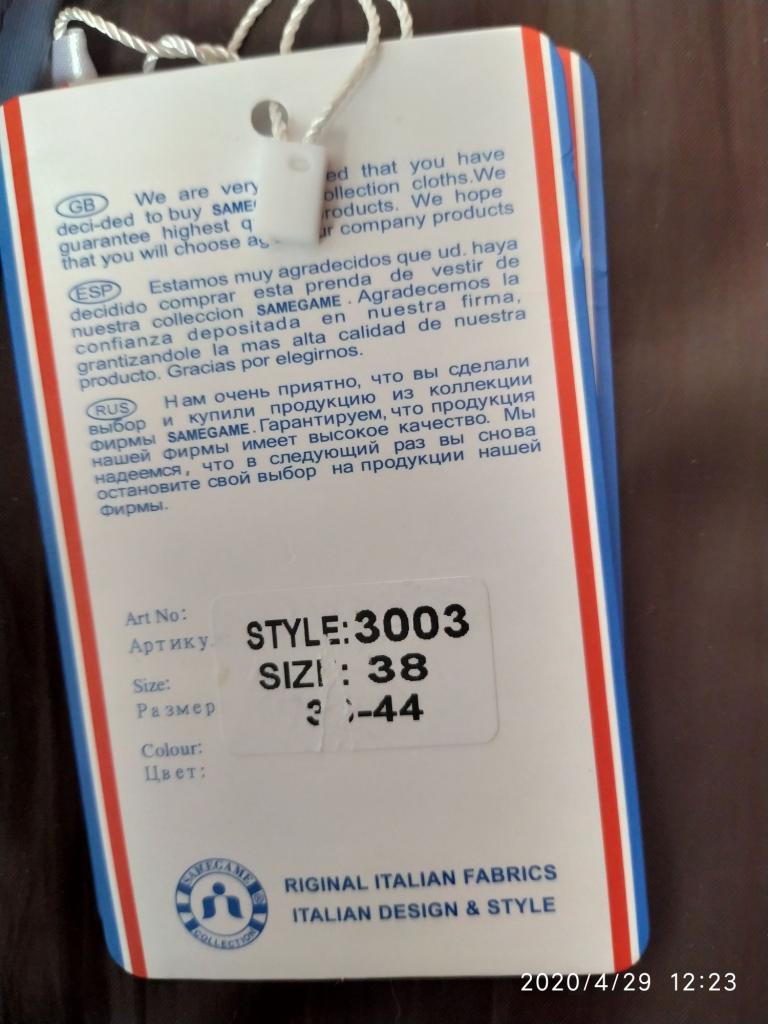 GB We are very ed that you have
deci-ded to buy SAME ollection cloths.We
guarantee highest q roducts. We hope
that you will choose ag ur company products
ESP Estamos muy agradecidos que ud. haya
decidido comprar esta prenda de vestir de
nuestra colleccion SAMEGAME . Agradecemos la
confianza depositada en nuestra firma,
grantizandole la mas alta calidad de nuestra
producto. Gracias por elegirnos.
RUS Нам очень приятно, что вы сделали
выбор и купили продукцию из коллекции
фирмы SAMEGAME . Гарантируем, что продукция
нашей фирмы имеет высокое качество. Мы
надеемся, что в следующий раз вы снова
остановите свой выбор на продукции нашей
фирмы.
Art No:
Артику
STYLE:3003
Size:
SIZE: 38
Размер
-44
Colour:
Цвет:
SAMEGAME
COLLECTION
RIGINAL ITALIAN FABRICS
ITALIAN DESIGN & STYLE
2020/4/29 12:23